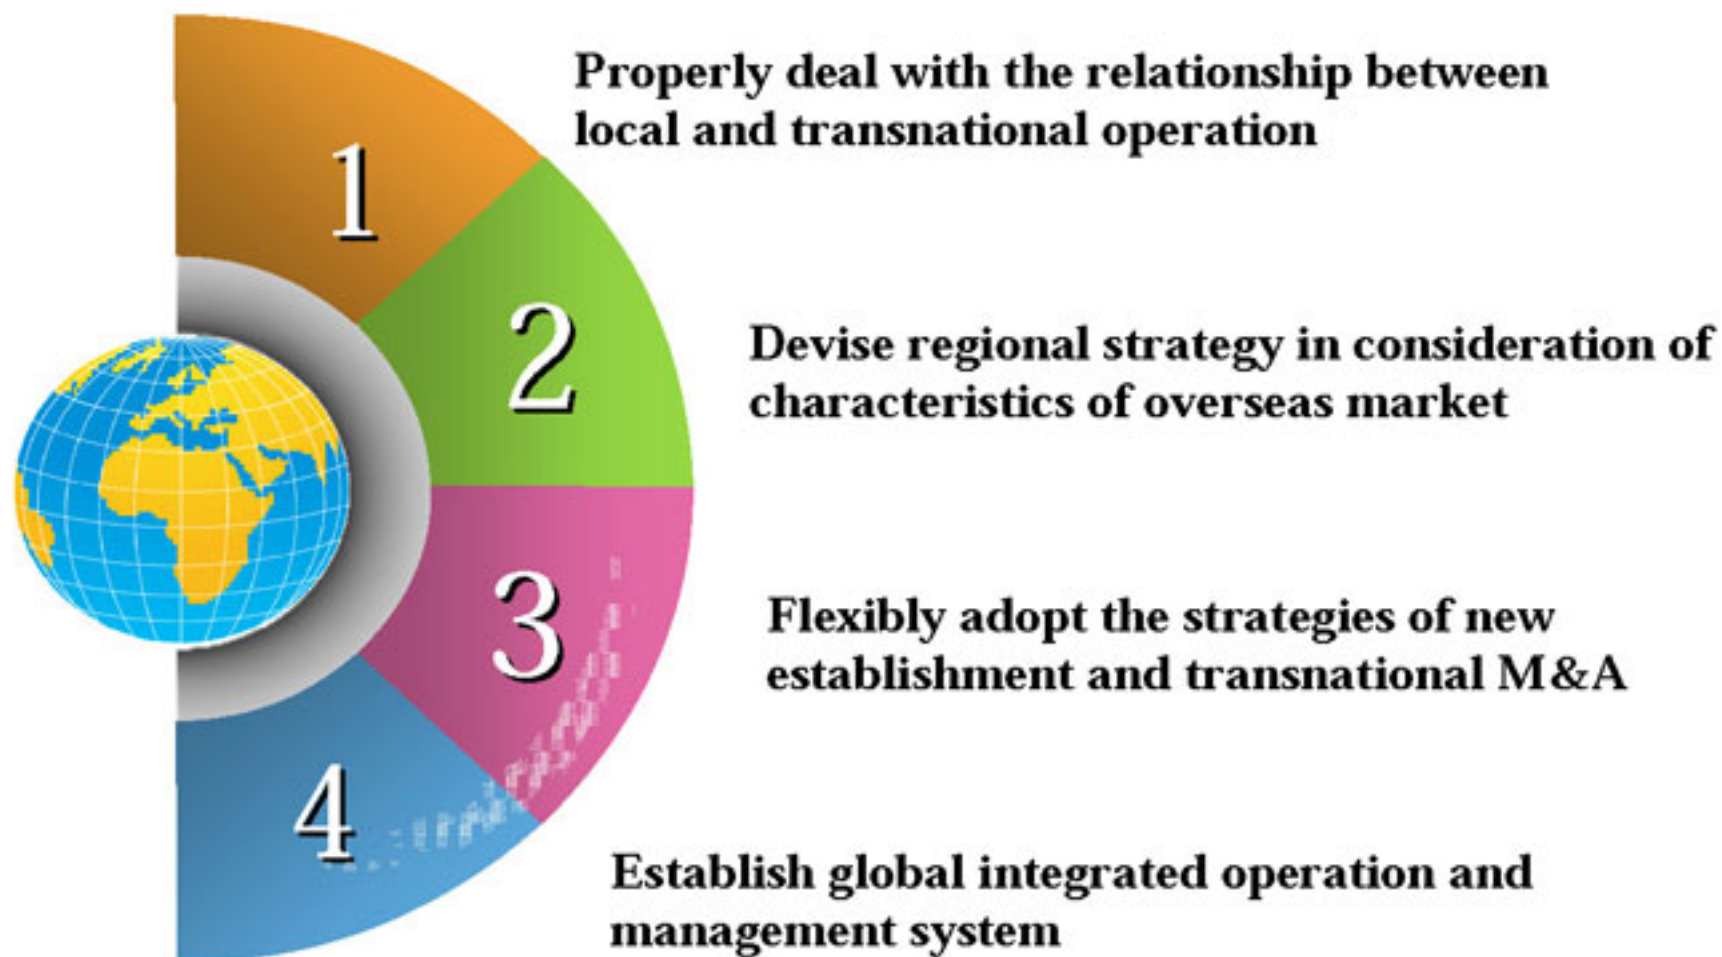 1
Properly deal with the relationship between
local and transnational operation
2
Devise regional strategy in consideration of
characteristics of overseas market
3
Flexibly adopt the strategies of new
establishment and transnational M&A
4
Establish global integrated operation and
management system